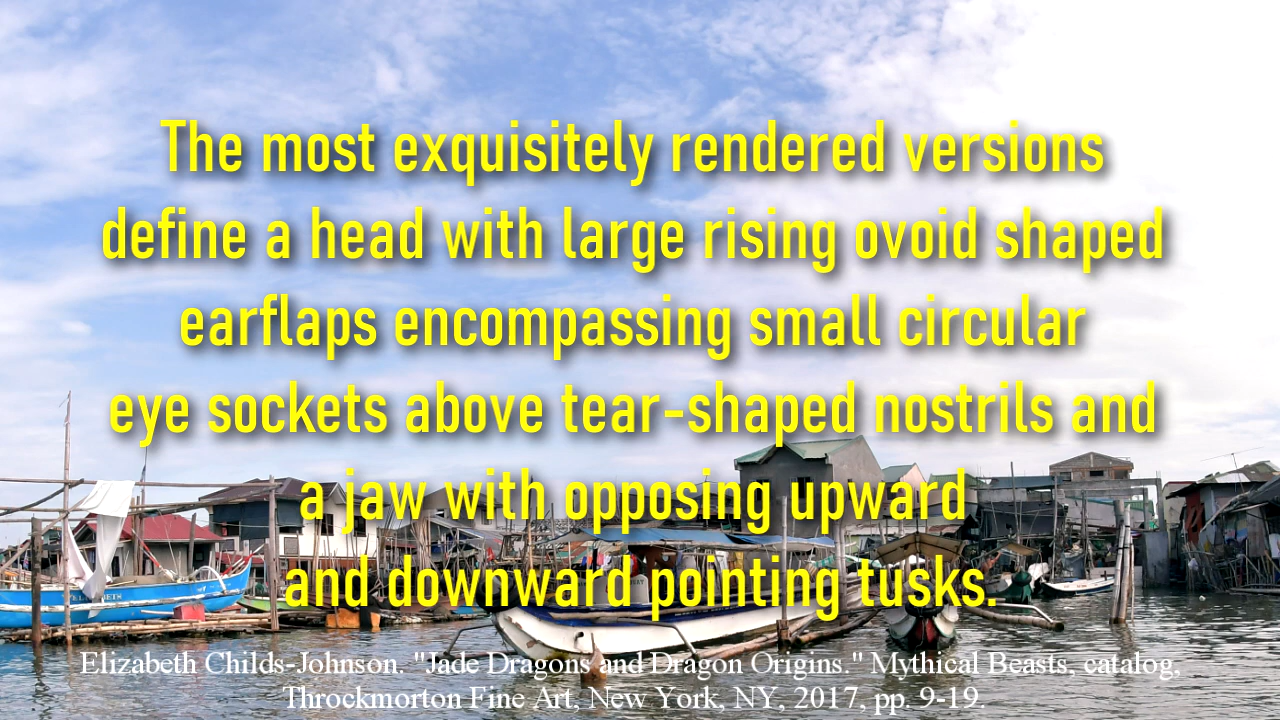 The most exquisitely rendered versions
define a head with large rising ovoid shaped
earflaps encompassing small circular
eye sockets above tear-shaped nostrils and
a jaw with opposing upward
and downward pointing tusks.
Elizabeth Childs-Johnson. "Jade Dragons and Dragon Origins." Mythical Beasts, catalog,
Throckmorton Fine Art, New York, NY, 2017, pp. 9-19.